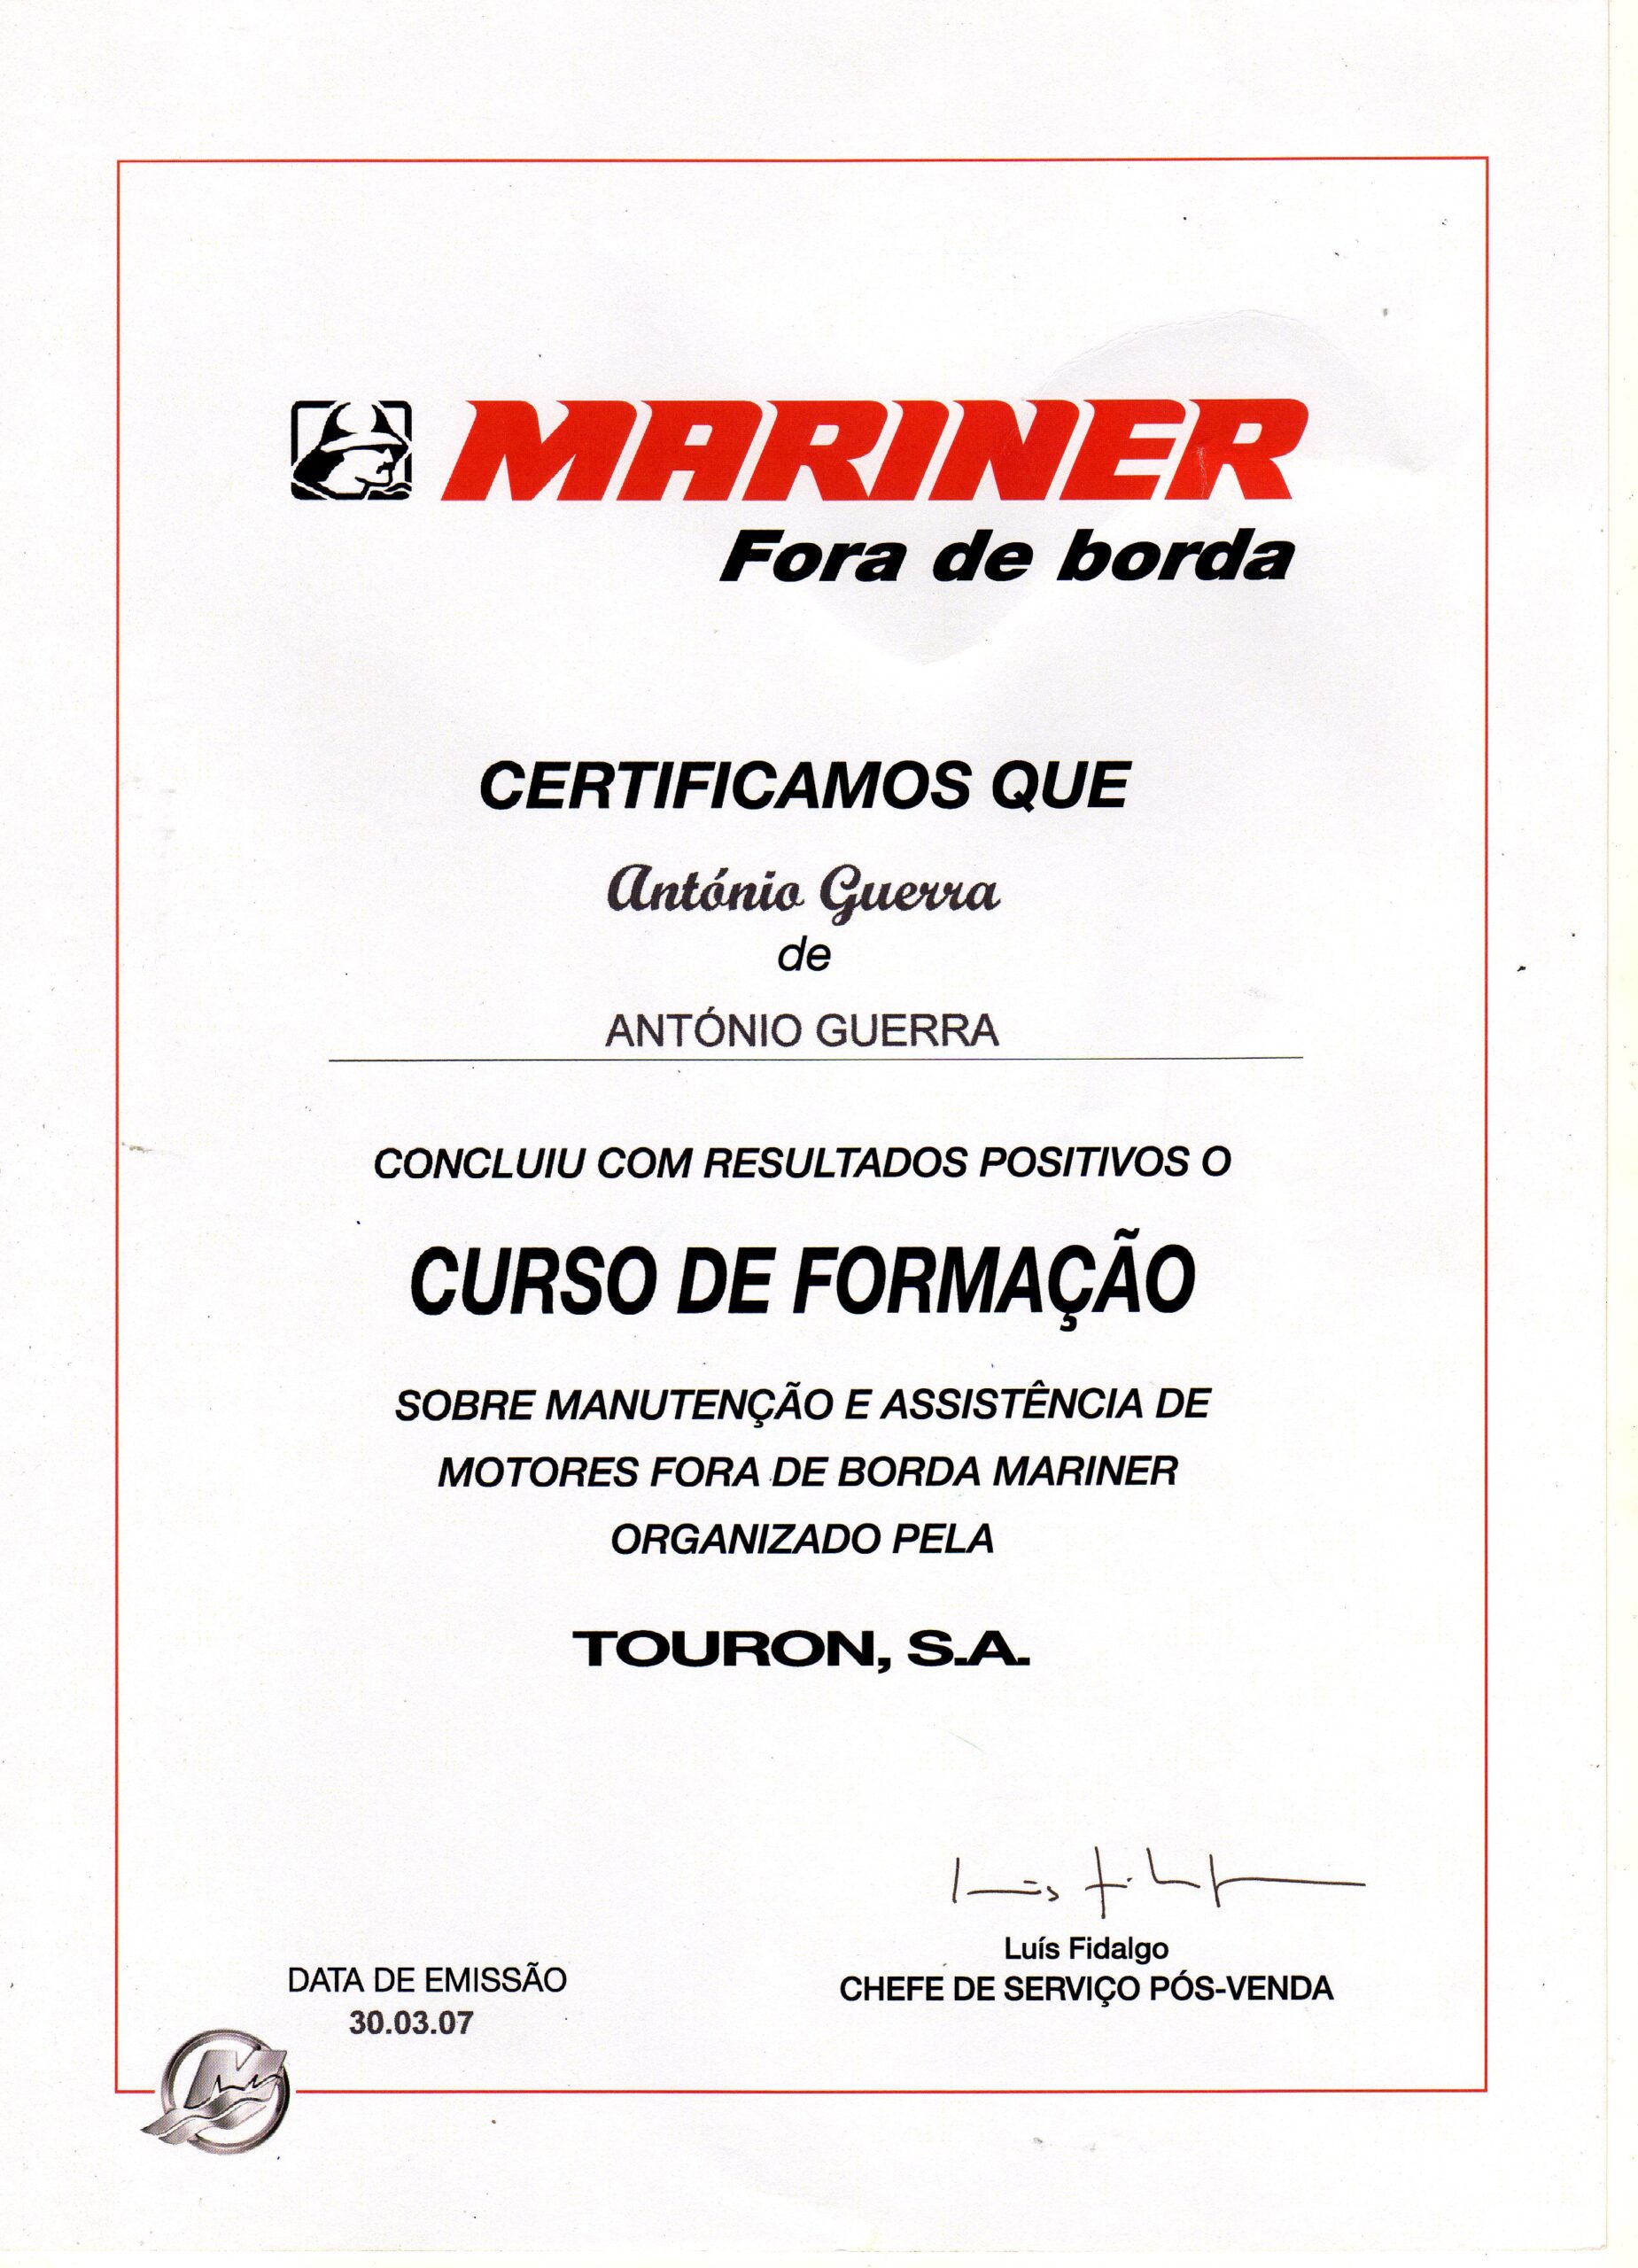 MARINER
Fora de borda
CERTIFICAMOS QUE
António Guerra
de
ANTÓNIO GUERRA
CONCLUIU COM RESULTADOS POSITIVOS O
CURSO DE FORMAÇÃO
SOBRE MANUTENÇÃO E ASSISTÊNCIA DE
MOTORES FORA DE BORDA MARINER
ORGANIZADO PELA
TOURON, S.A.
Luís Fidalgo
Luís Fidalgo
CHEFE DE SERVIÇO PÓS-VENDA
DATA DE EMISSÃO
30.03.07
M